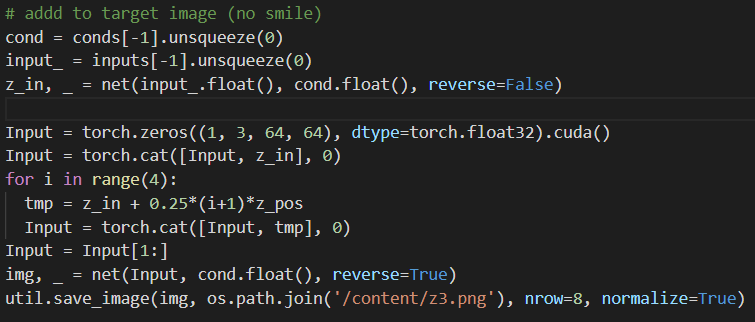 # addd to target image (no smile)
cond = conds[-1].unsqueeze(0)
input_ = inputs[-1].unsqueeze(0)
z_in, _ = net(input_.float(), cond.float(), reverse=False)
Input = torch.zeros((1, 3, 64, 64), dtype=torch.float32).cuda()
Input = torch.cat([Input, z_in], 0)
for i in range(4):
  tmp = z_in + 0.25*(i+1)*z_pos
  Input = torch.cat([Input, tmp], 0)
Input = Input[1:]
img, _ = net(Input, cond.float(), reverse=True)
util.save_image(img, os.path.join('/content/z3.png'), nrow=8, normalize=True)